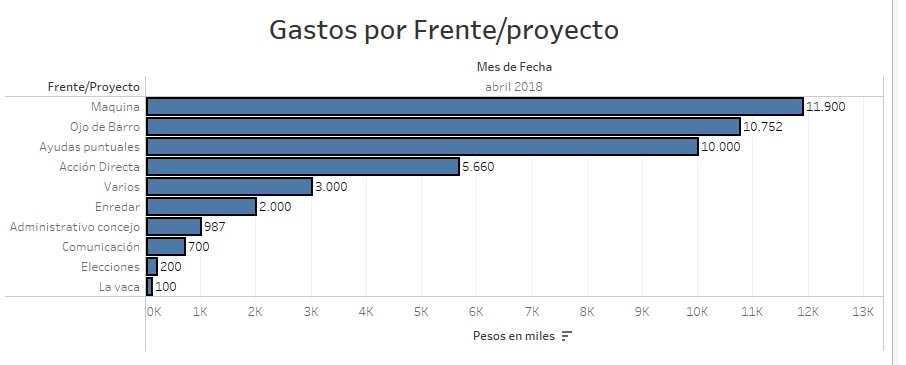 Gastos por Frente/proyecto
Mes de Fecha
Frente/Proyecto abril 2018
Maquina 11.900
Ojo de Barro 10.752
Ayudas puntuales 10.000
Acción Directa 5.660
Varios 3.000
Enredar 2.000
Administrativo concejo 987
Comunicación 700
Elecciones 200
La vaca 100
0K 1K 2K 3K 4K 5K 6K 7K 8K 9K 10K 11K 12K 13K
Pesos en miles